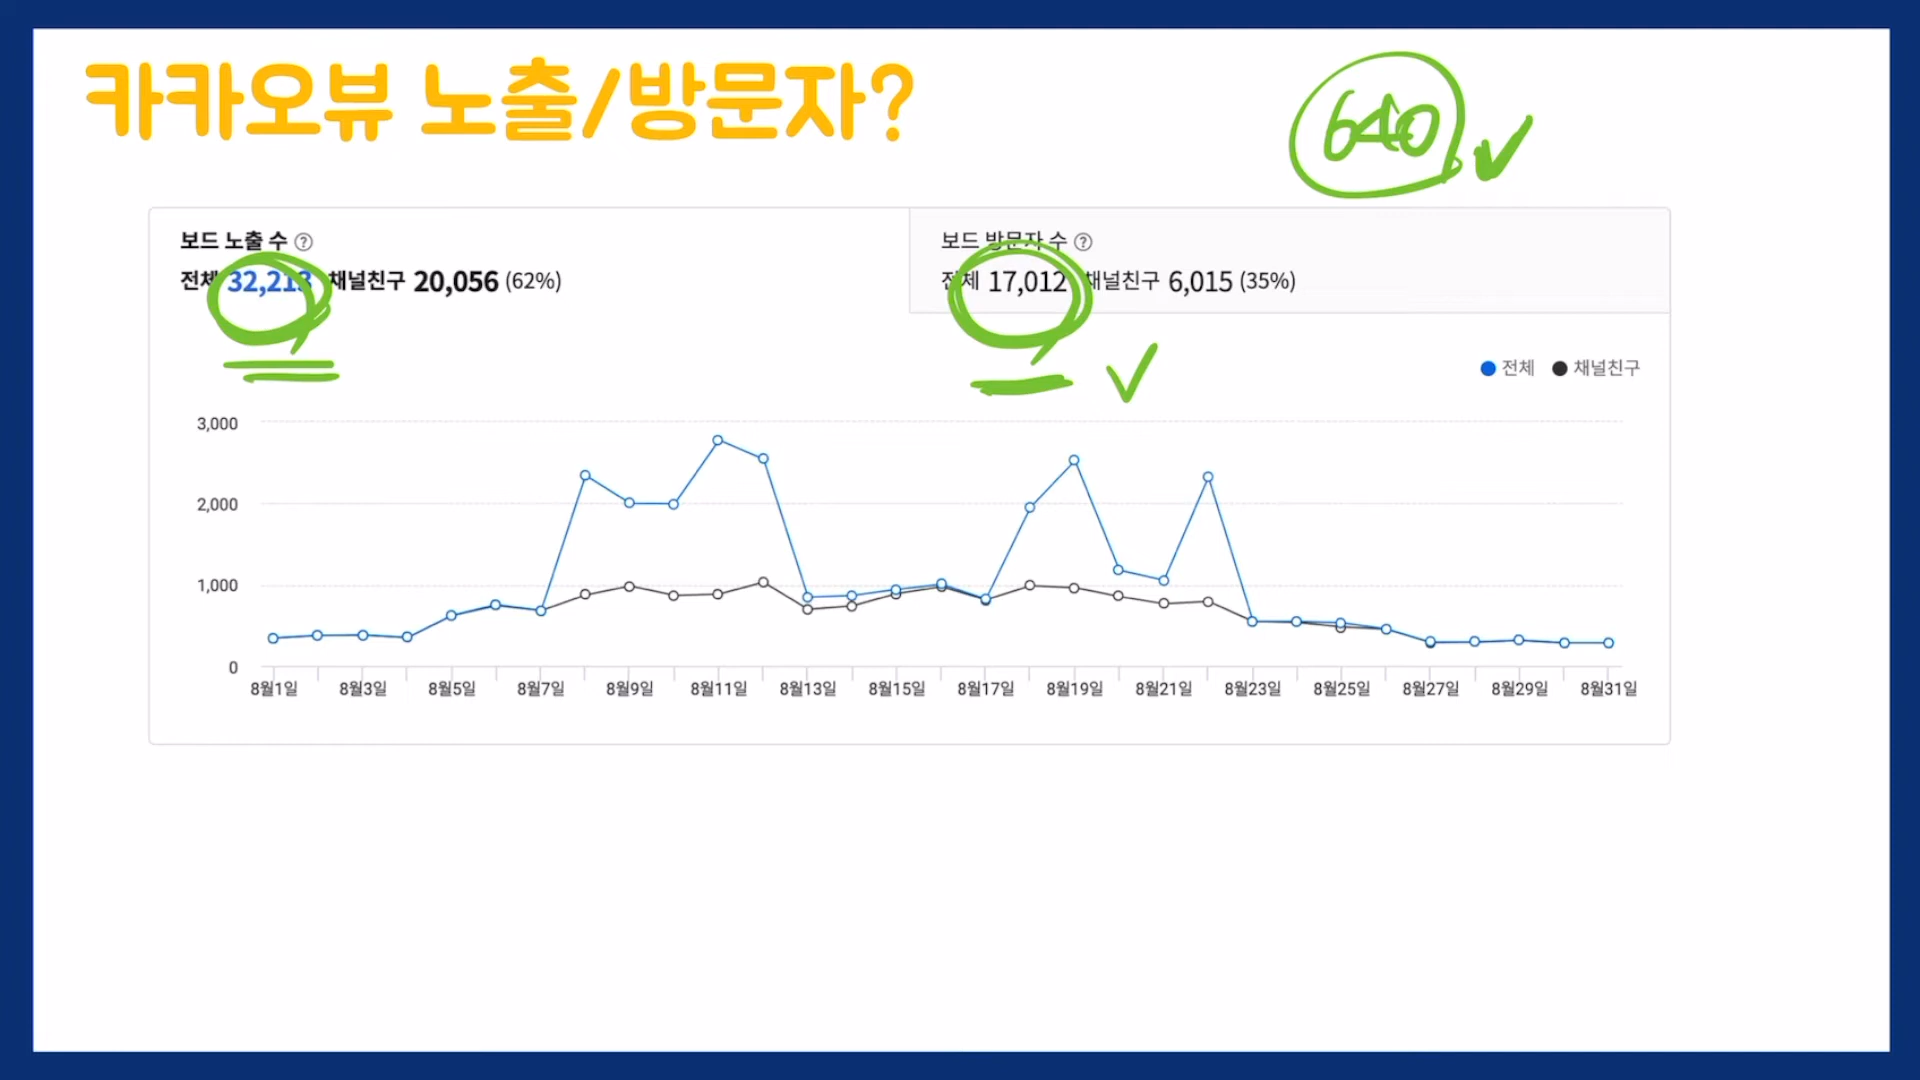 카카오뷰 노출/방문자?
640
보드 노출 수 ?
전체 32,213 채널친구 20,056 (62%)
보드 방문자 수 ?
전체 17,012 채널친구 6,015 (35%)
전체 채널친구
3,000
2,000
1,000
0
8월1일 8월3일 8월5일 8월7일 8월9일 8월11일 8월13일 8월15일 8월17일 8월19일 8월21일 8월23일 8월25일 8월27일 8월29일 8월31일